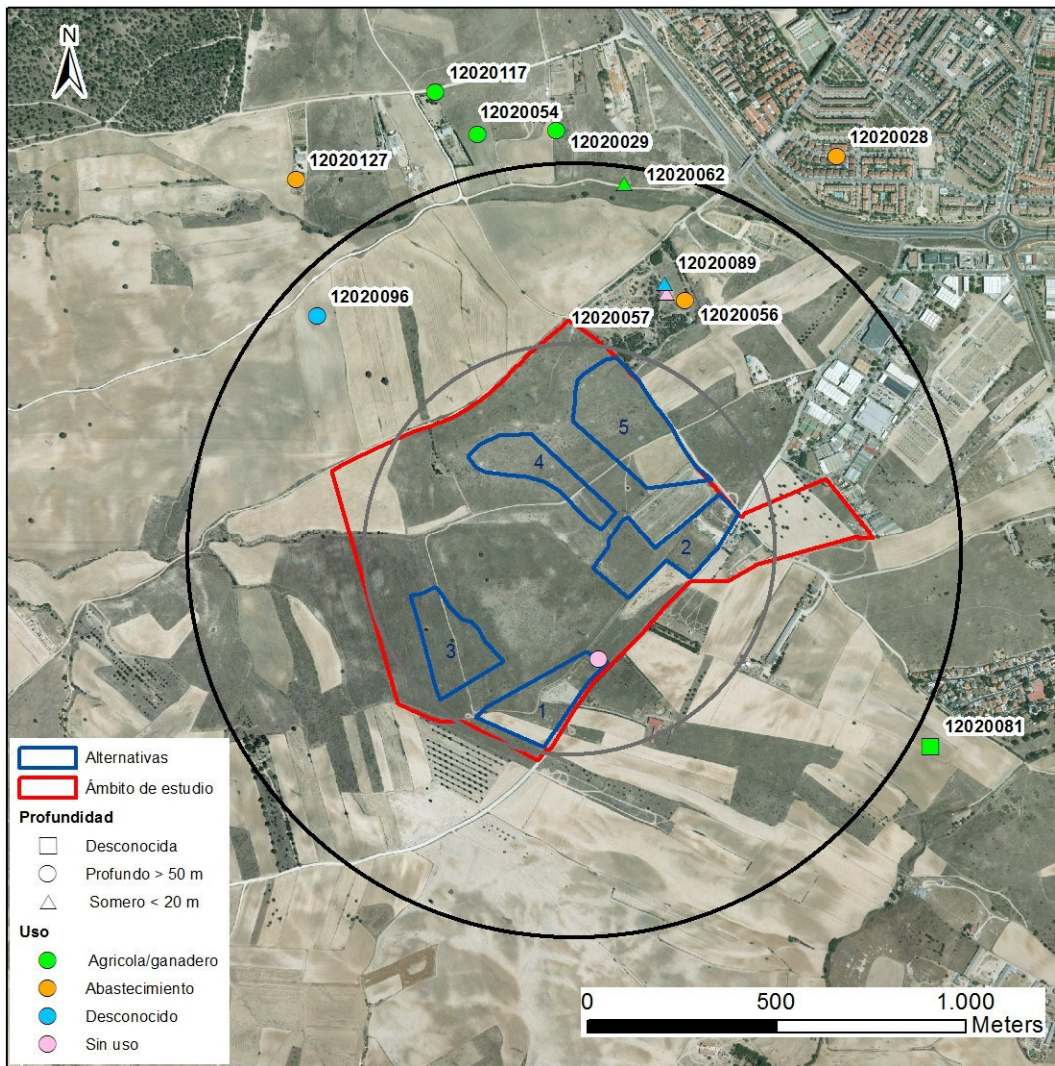 N
12020117
12020054
12020029
12020028
12020127
12020062
12020089
12020096
12020057
12020056
5
4
2
3
1
12020081
Alternativas
Ámbito de estudio
Profundidad
Desconocida
Profundo > 50 m
Somero < 20 m
Uso
Agricola/ganadero
Abastecimiento
Desconocido
Sin uso
0 500 1.000
Meters